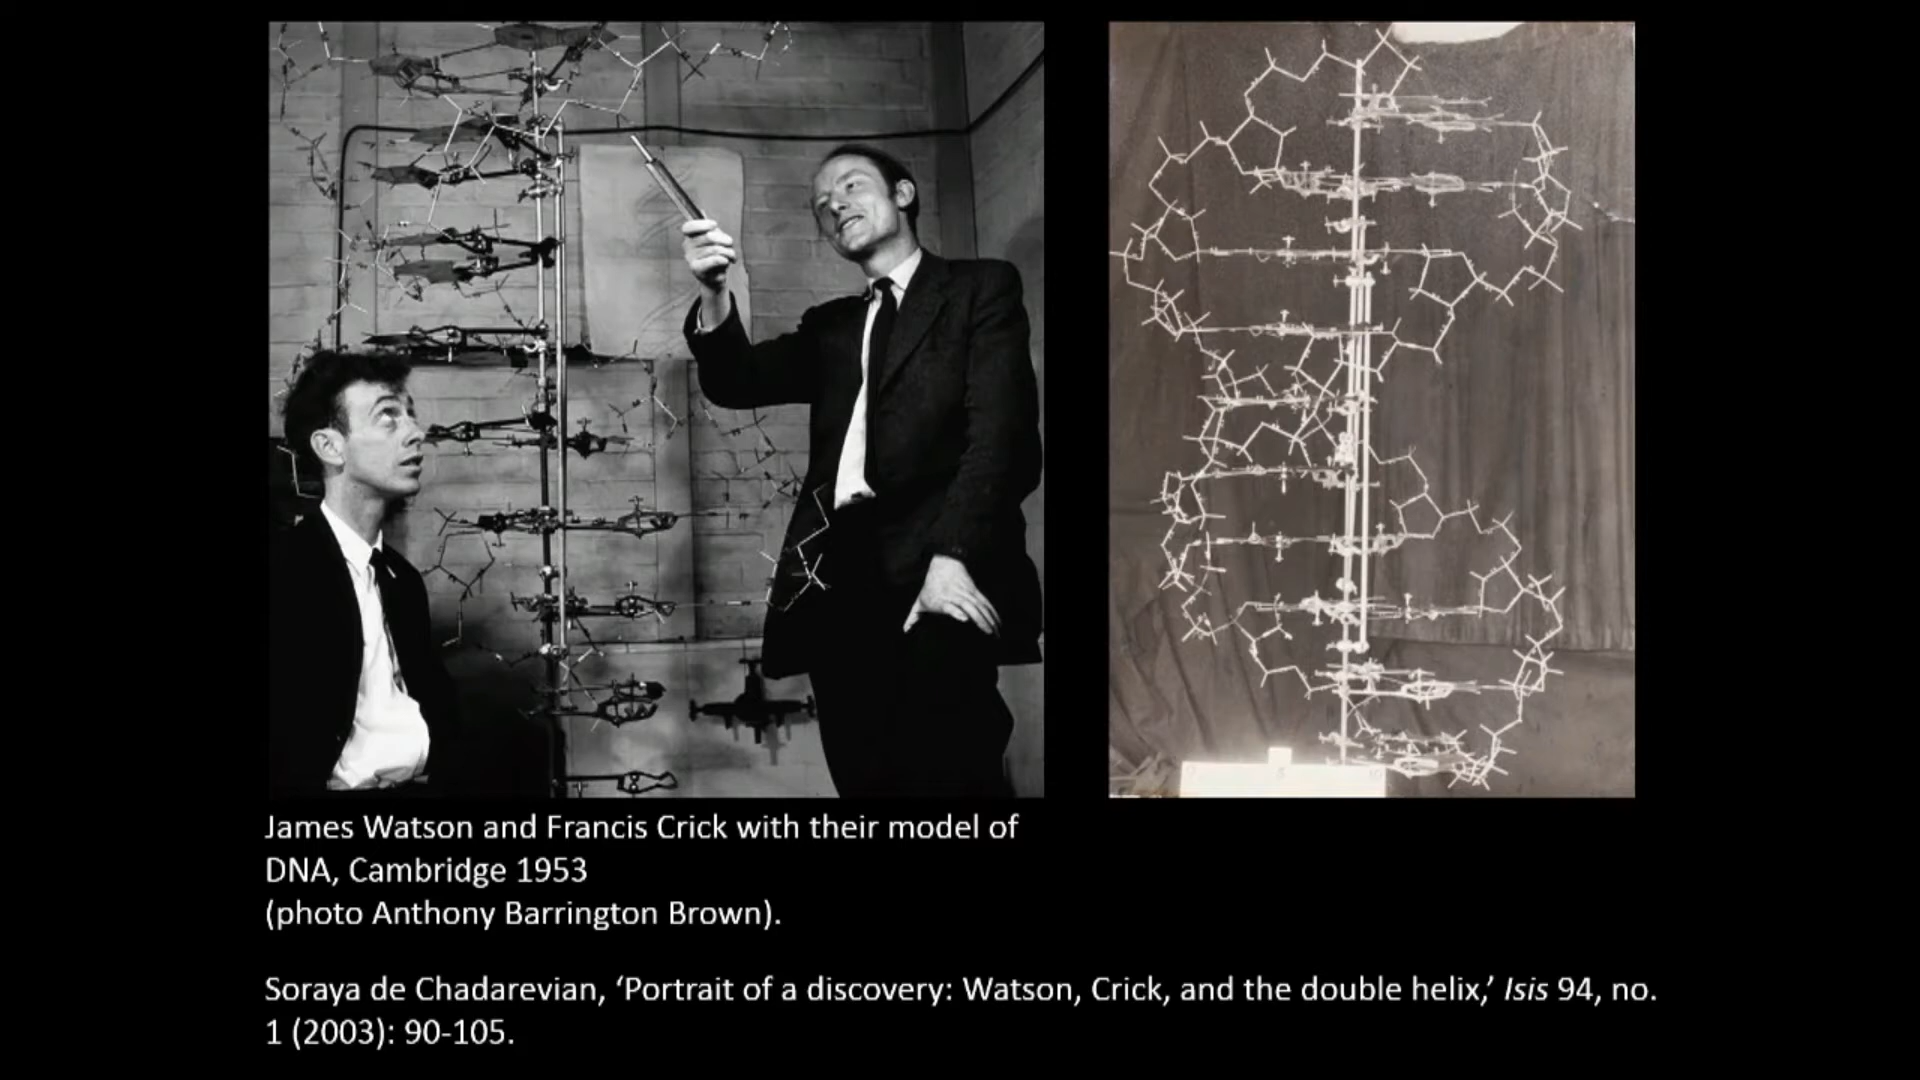 James Watson and Francis Crick with their model of
DNA, Cambridge 1953
(photo Anthony Barrington Brown).
Soraya de Chadarevian, ‘Portrait of a discovery: Watson, Crick, and the double helix,’ Isis 94, no.
1 (2003): 90-105.